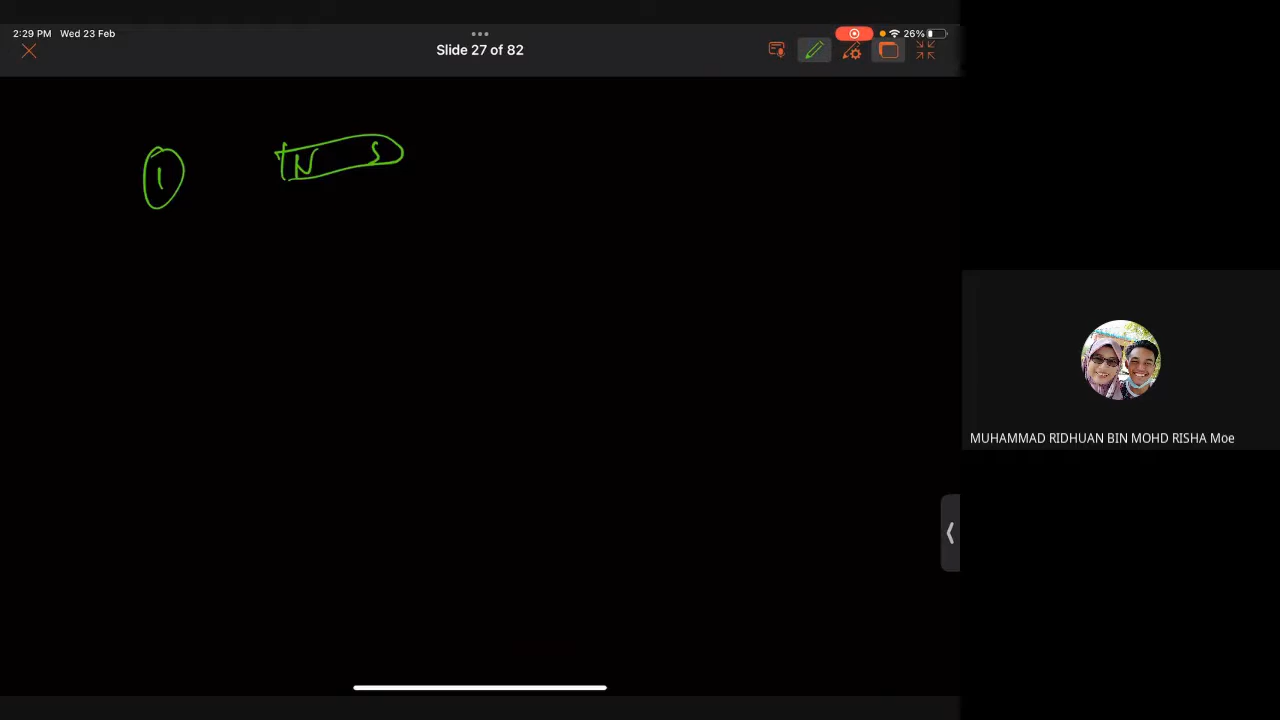 2:29 PM Wed 23 Feb
26%
Slide 27 of 82
1 N S
MUHAMMAD RIDHUAN BIN MOHD RISHA Moe